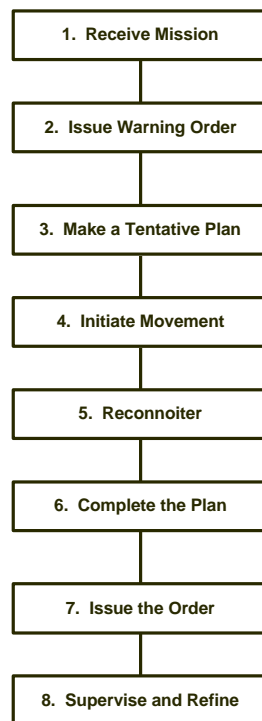 1. Receive Mission
2. Issue Warning Order
3. Make a Tentative Plan
4. Initiate Movement
5. Reconnoiter
6. Complete the Plan
7. Issue the Order
8. Supervise and Refine